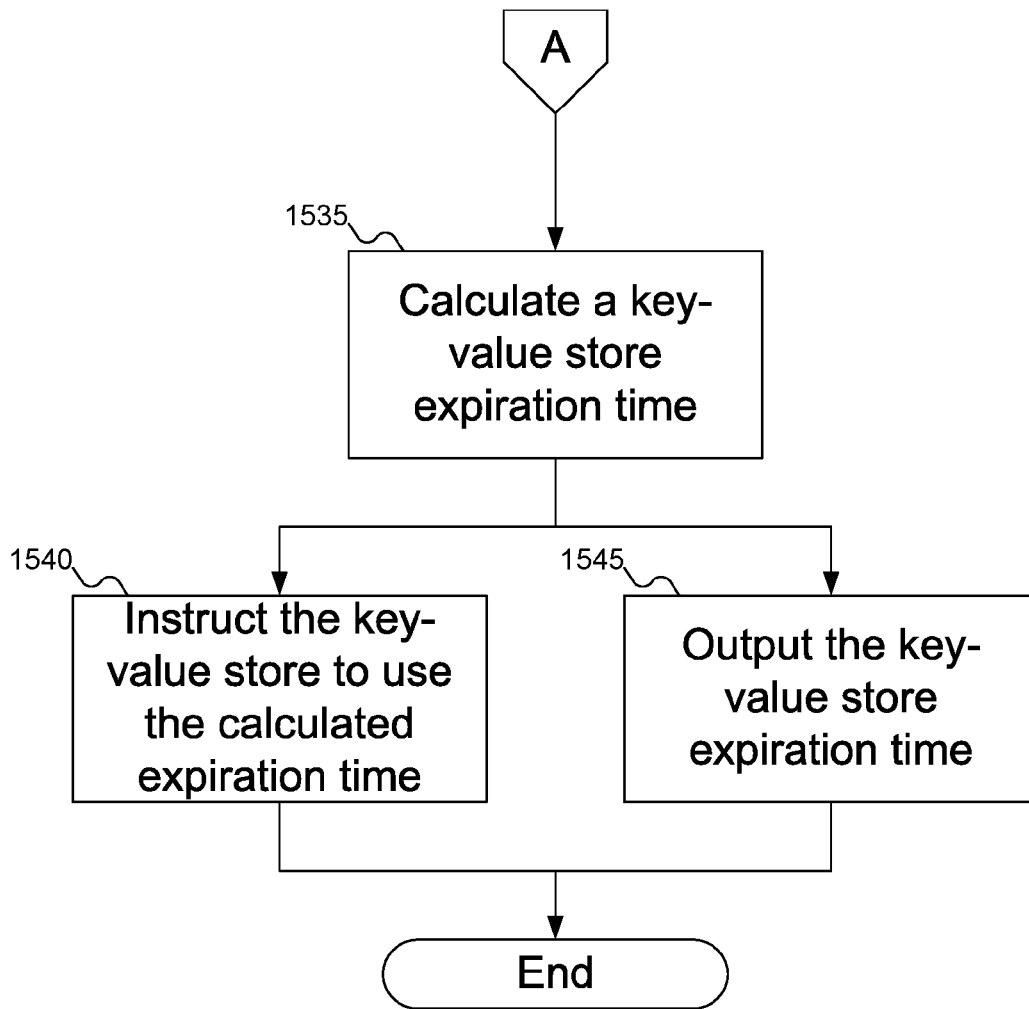 A
1535
Calculate a key-
value store
expiration time
1540
Instruct the key-
value store to use
the calculated
expiration time
1545
Output the key-
value store
expiration time
End